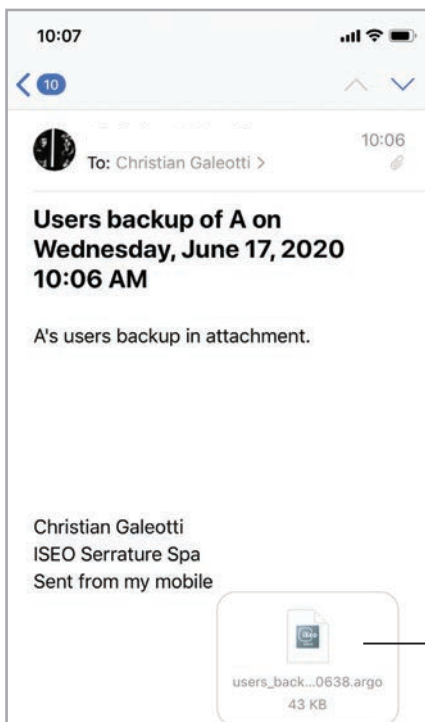 10:07
10
10:06
To: Christian Galeotti >
Users backup of A on
Wednesday, June 17, 2020
10:06 AM
A's users backup in attachment.
Christian Galeotti
ISEO Serrature Spa
Sent from my mobile
iseo
users_back...0638.argo
43 KB